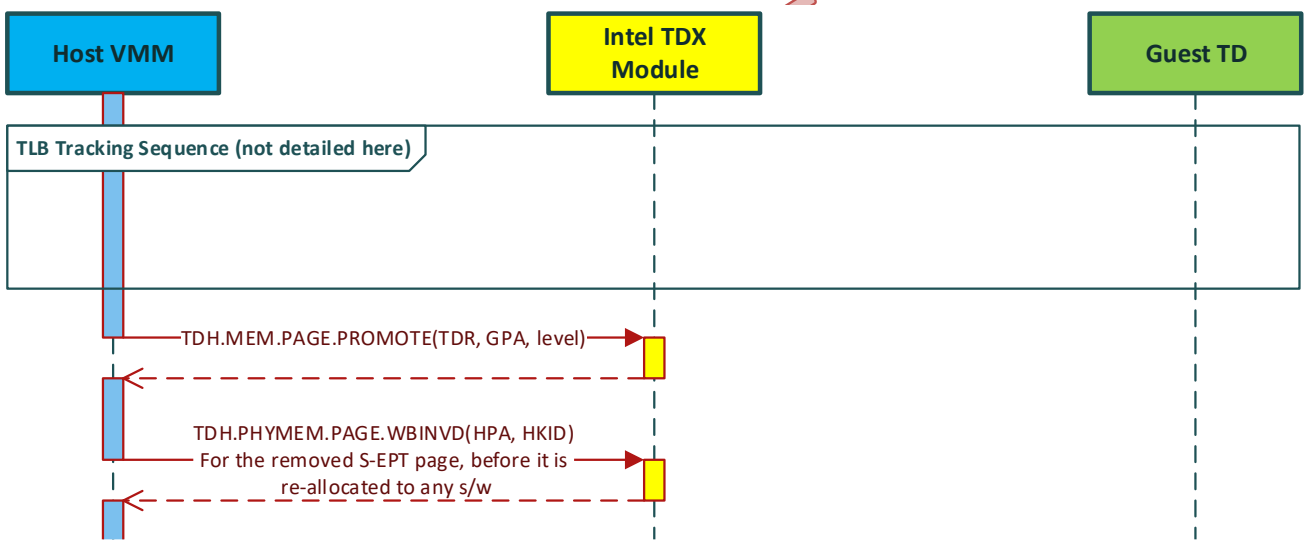 Host VMM
Intel TDX
Module
Guest TD
TLB Tracking Sequence (not detailed here)
TDH.MEM.PAGE.PROMOTE(TDR, GPA, level)
TDH.PHYMEM.PAGE.WBINVD(HPA, HKID)
For the removed S-EPT page, before it is
re-allocated to any s/w